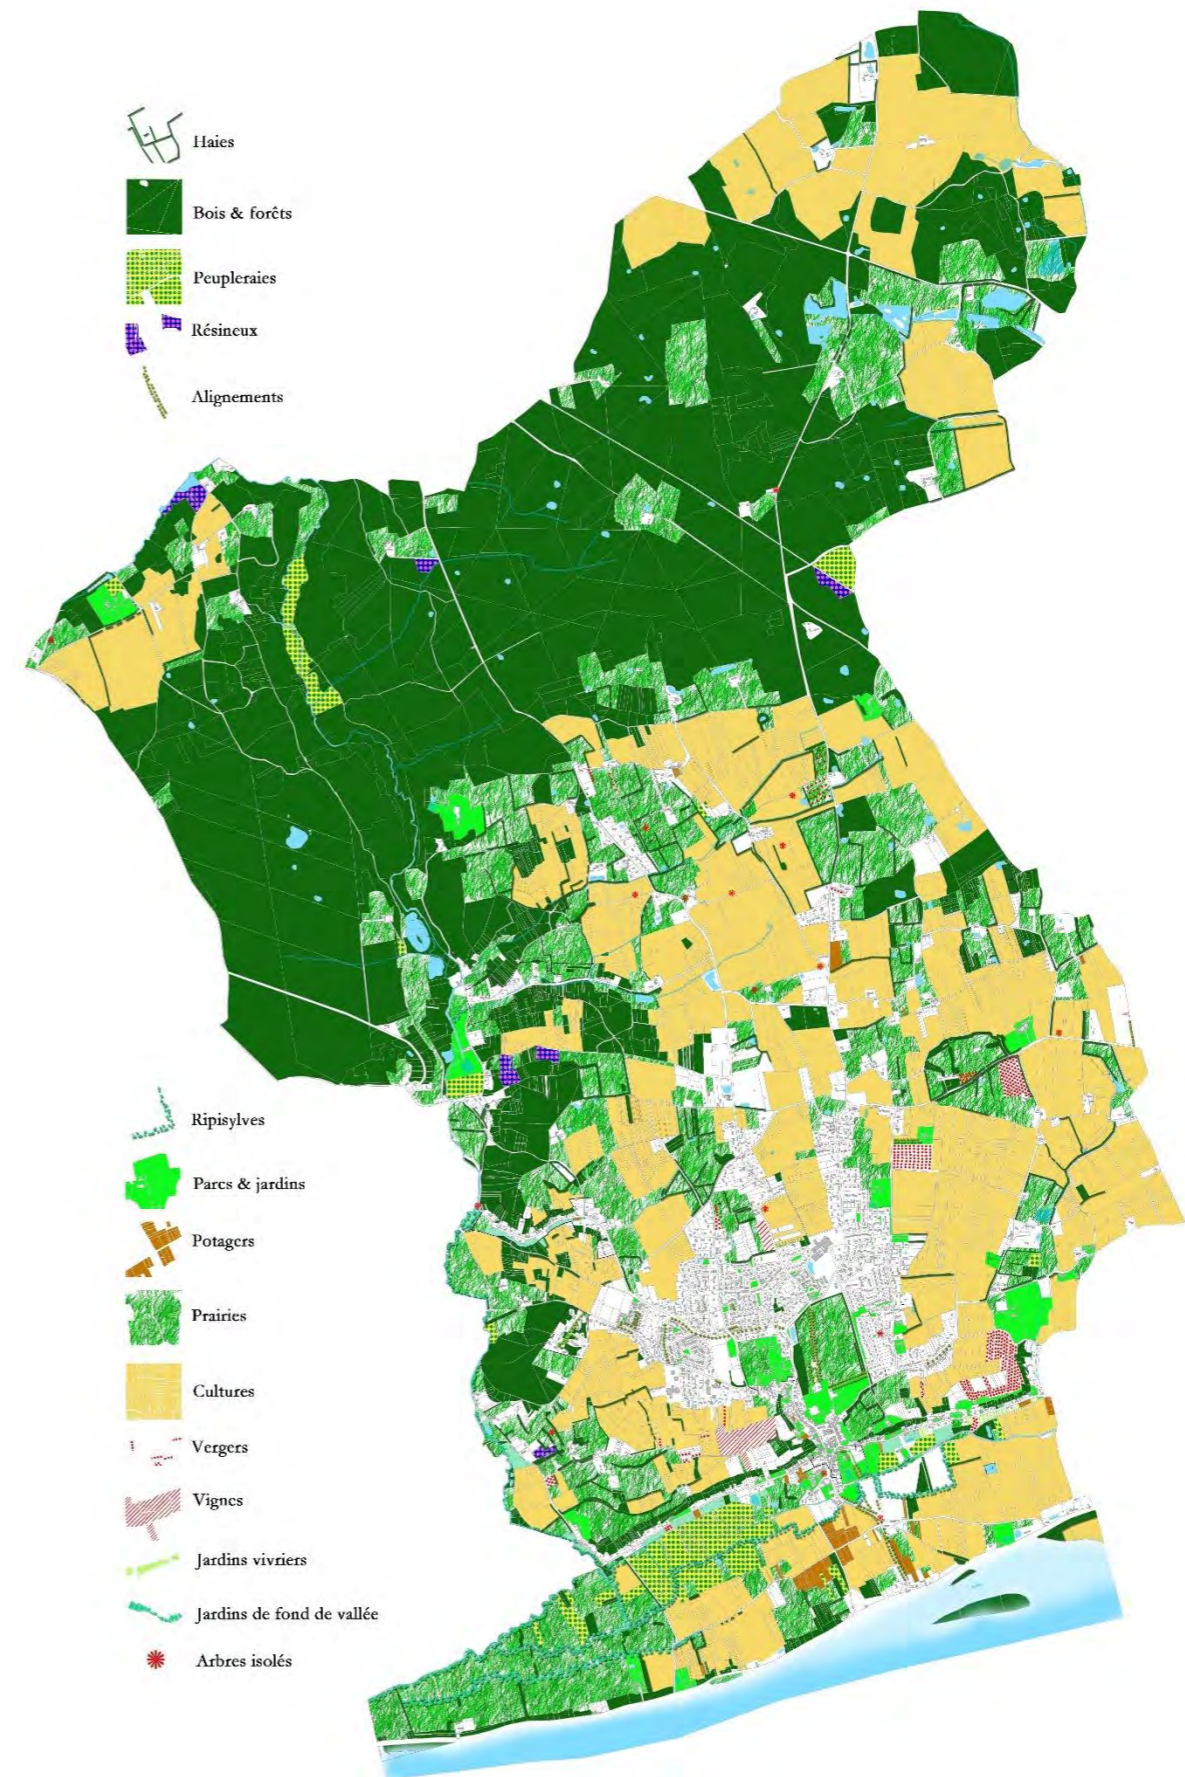 Haies
Bois & forêts
Peupleraies
Résineux
Alignements
Ripisylves
Parcs & jardins
Potagers
Prairies
Cultures
Vergers
Vignes
Jardins vivriers
Jardins de fond de vallée
Arbres isolés